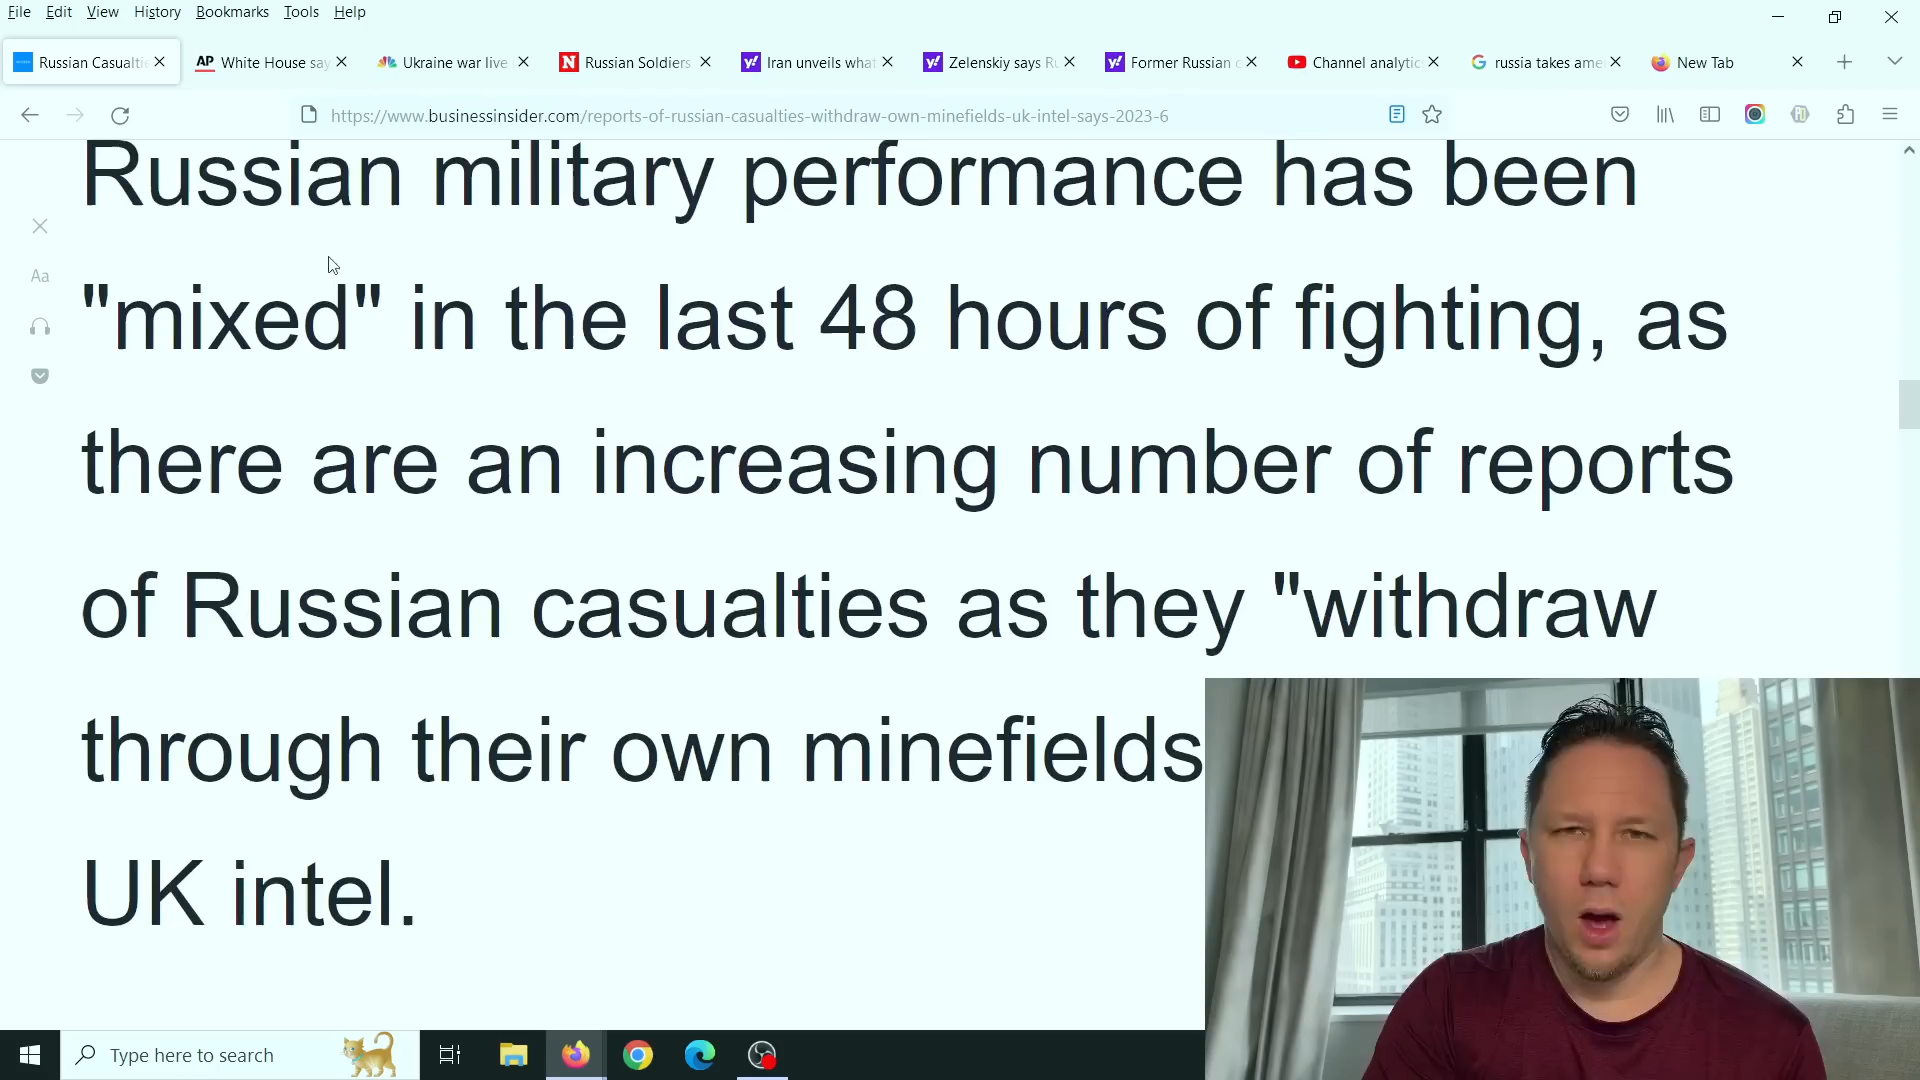 File Edit View History Bookmarks Tools Help
Russian Casualti
AP White House say
Ukraine war live
N Russian Soldiers
y! Iran unveils what
y! Zelenskiy says Ru
y! Former Russian
Channel analytic
russia takes ame
New Tab
https://www.businessinsider.com/reports-of-russian-casualties-withdraw-own-minefields-uk-intel-says-2023-6
Aa
Russian military performance has been
"mixed" in the last 48 hours of fighting, as
there are an increasing number of reports
of Russian casualties as they "withdraw
through their own minefields
UK intel.
Type here to search